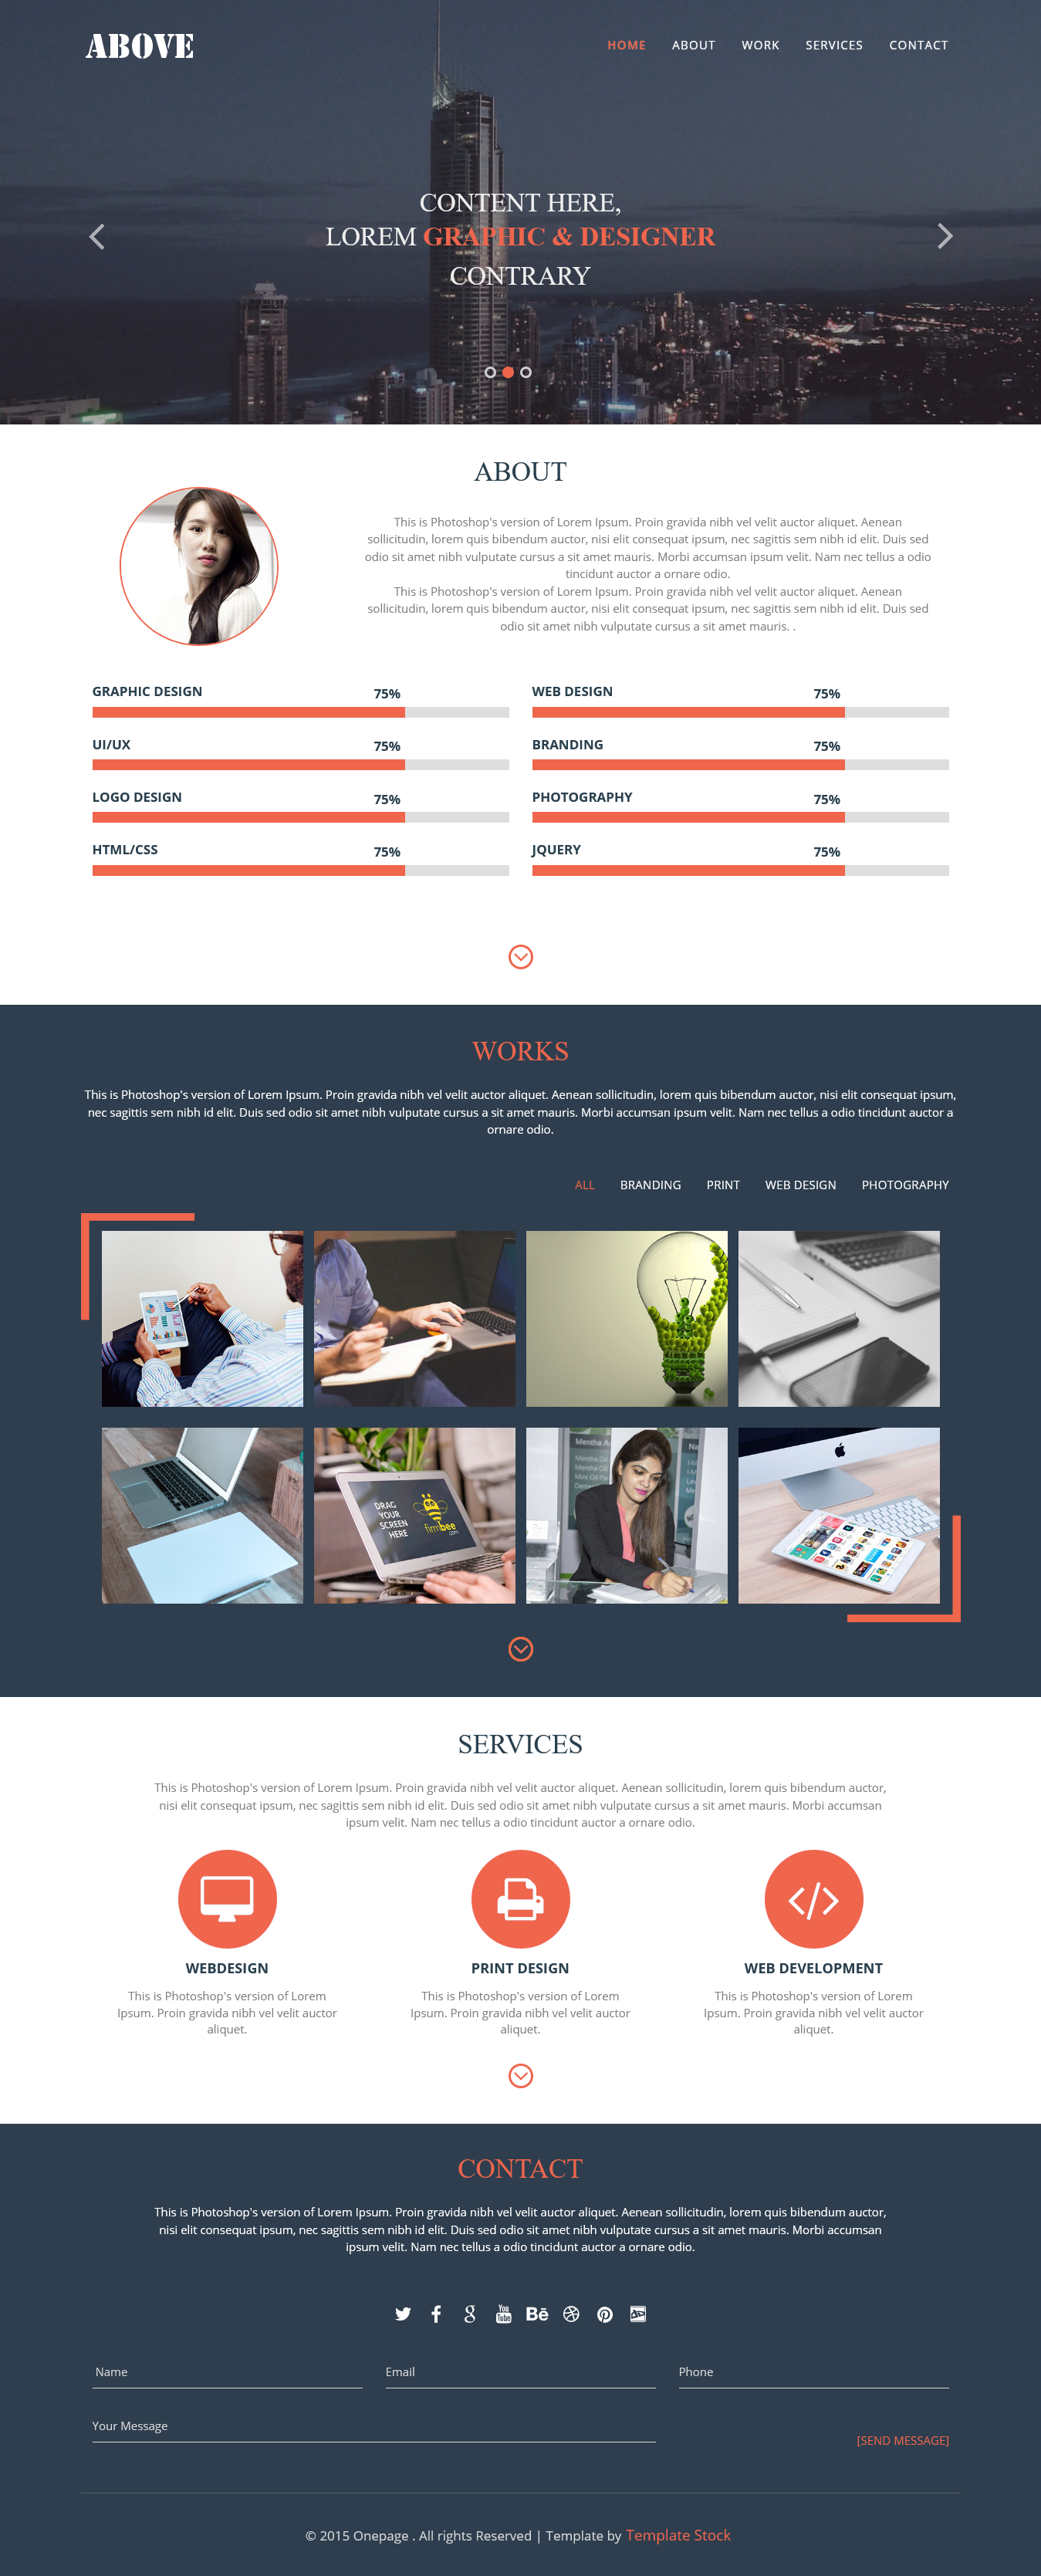 ABOVE
HOME ABOUT WORK SERVICES CONTACT
CONTENT HERE,
LOREM GRAPHIC & DESIGNER
CONTRARY
ABOUT
This is Photoshop's version of Lorem Ipsum. Proin gravida nibh vel velit auctor aliquet. Aenean
sollicitudin, lorem quis bibendum auctor, nisi elit consequat ipsum, nec sagittis sem nibh id elit. Duis sed
odio sit amet nibh vulputate cursus a sit amet mauris. Morbi accumsan ipsum velit. Nam nec tellus a odio
tincidunt auctor a ornare odio.
This is Photoshop's version of Lorem Ipsum. Proin gravida nibh vel velit auctor aliquet. Aenean
sollicitudin, lorem quis bibendum auctor, nisi elit consequat ipsum, nec sagittis sem nibh id elit. Duis sed
odio sit amet nibh vulputate cursus a sit amet mauris. .
GRAPHIC DESIGN 75%
WEB DESIGN 75%
UI/UX 75%
BRANDING 75%
LOGO DESIGN 75%
PHOTOGRAPHY 75%
HTML/CSS 75%
JQUERY 75%
WORKS
This is Photoshop's version of Lorem Ipsum. Proin gravida nibh vel velit auctor aliquet. Aenean sollicitudin, lorem quis bibendum auctor, nisi elit consequat ipsum,
nec sagittis sem nibh id elit. Duis sed odio sit amet nibh vulputate cursus a sit amet mauris. Morbi accumsan ipsum velit. Nam nec tellus a odio tincidunt auctor a
ornare odio.
ALL BRANDING PRINT WEB DESIGN PHOTOGRAPHY
DRAG
YOUR
SCREEN
HERE
firmbee
.com
Mentha
SERVICES
This is Photoshop's version of Lorem Ipsum. Proin gravida nibh vel velit auctor aliquet. Aenean sollicitudin, lorem quis bibendum auctor,
nisi elit consequat ipsum, nec sagittis sem nibh id elit. Duis sed odio sit amet nibh vulputate cursus a sit amet mauris. Morbi accumsan
ipsum velit. Nam nec tellus a odio tincidunt auctor a ornare odio.
WEBDESIGN
This is Photoshop's version of Lorem
Ipsum. Proin gravida nibh vel velit auctor
aliquet.
PRINT DESIGN
This is Photoshop's version of Lorem
Ipsum. Proin gravida nibh vel velit auctor
aliquet.
WEB DEVELOPMENT
This is Photoshop's version of Lorem
Ipsum. Proin gravida nibh vel velit auctor
aliquet.
CONTACT
This is Photoshop's version of Lorem Ipsum. Proin gravida nibh vel velit auctor aliquet. Aenean sollicitudin, lorem quis bibendum auctor,
nisi elit consequat ipsum, nec sagittis sem nibh id elit. Duis sed odio sit amet nibh vulputate cursus a sit amet mauris. Morbi accumsan
ipsum velit. Nam nec tellus a odio tincidunt auctor a ornare odio.
You
Tube
Bē
Name
Email
Phone
Your Message
[SEND MESSAGE]
© 2015 Onepage . All rights Reserved | Template by Template Stock